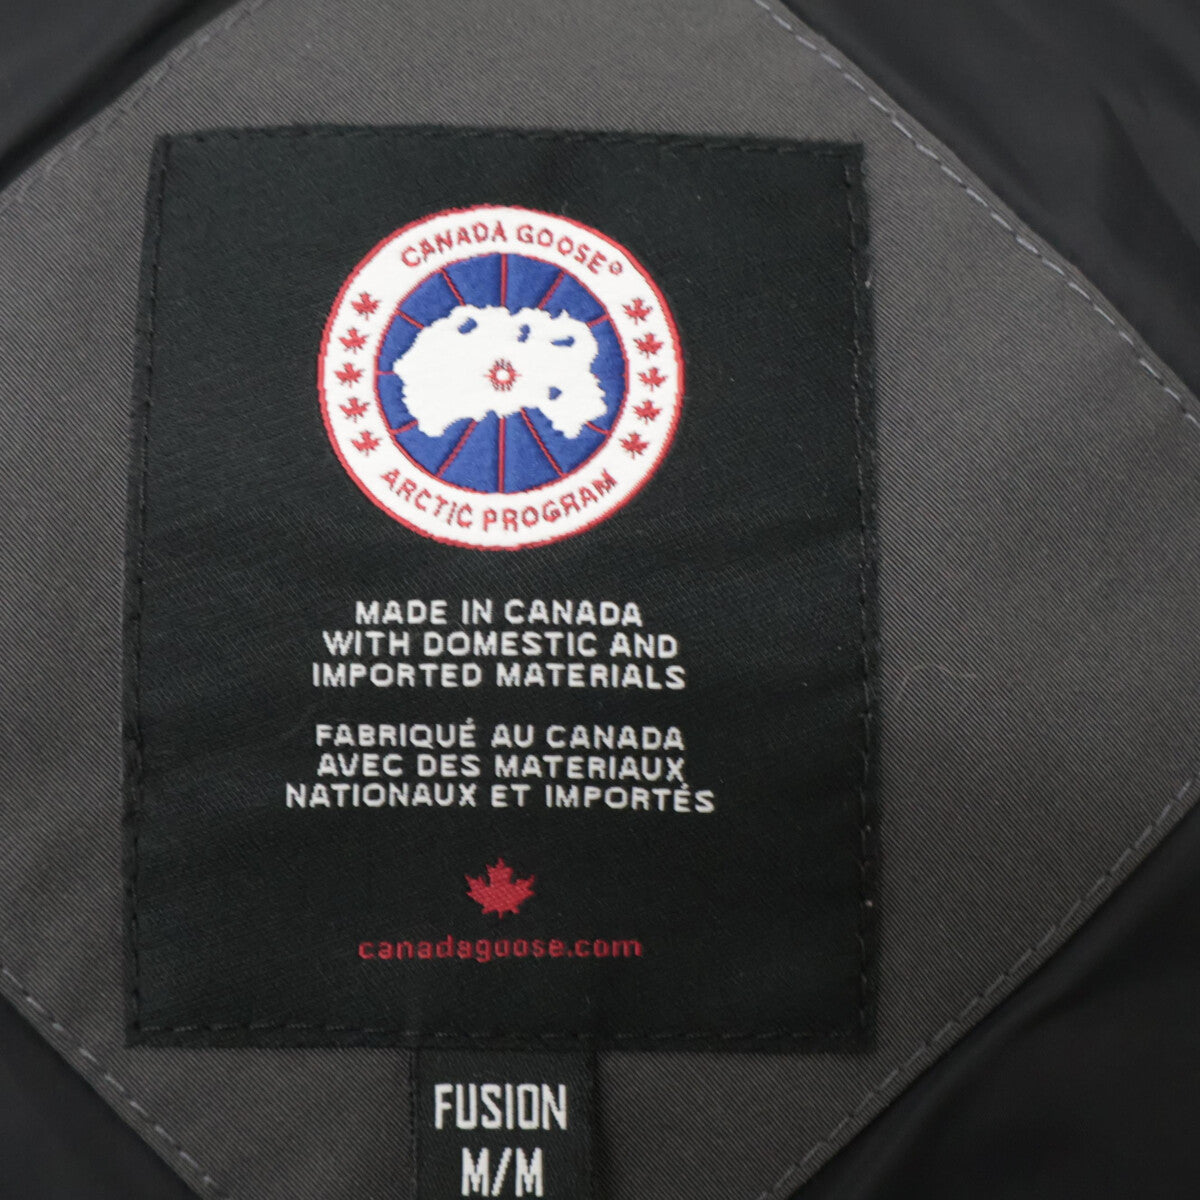 CANADA GOOSE®
ARCTIC PROGRAM
MADE IN CANADA
WITH DOMESTIC AND
IMPORTED MATERIALS
FABRIQUÉ AU CANADA
AVEC DES MATERIAUX
NATIONAUX ET IMPORTÉS
canadagoose.com
FUSION
M/M